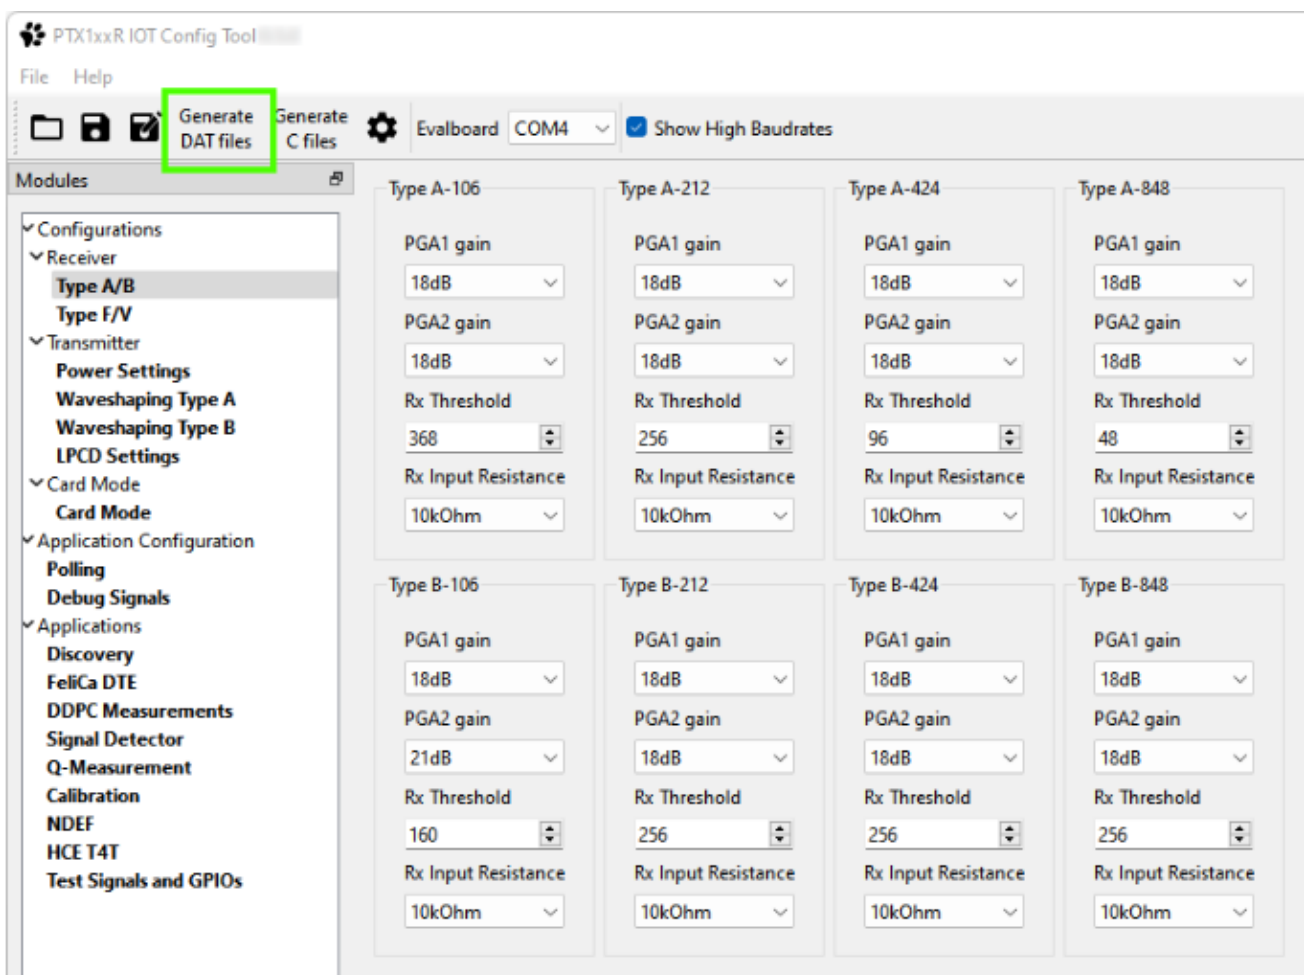 PTX1xxR IOT Config Tool
File Help
Generate DAT files Generate C files Evalboard COM4 Show High Baudrates
Modules
Configurations
Receiver
Type A/B
Type F/V
Transmitter
Power Settings
Waveshaping Type A
Waveshaping Type B
LPCD Settings
Card Mode
Card Mode
Application Configuration
Polling
Debug Signals
Applications
Discovery
FeliCa DTE
DDPC Measurements
Signal Detector
Q-Measurement
Calibration
NDEF
HCE T4T
Test Signals and GPIOs
Type A-106 Type A-212 Type A-424 Type A-848
PGA1 gain PGA1 gain PGA1 gain PGA1 gain
18dB 18dB 18dB 18dB
PGA2 gain PGA2 gain PGA2 gain PGA2 gain
18dB 18dB 18dB 18dB
Rx Threshold Rx Threshold Rx Threshold Rx Threshold
368 256 96 48
Rx Input Resistance Rx Input Resistance Rx Input Resistance Rx Input Resistance
10kOhm 10kOhm 10kOhm 10kOhm
Type B-106 Type B-212 Type B-424 Type B-848
PGA1 gain PGA1 gain PGA1 gain PGA1 gain
18dB 18dB 18dB 18dB
PGA2 gain PGA2 gain PGA2 gain PGA2 gain
21dB 18dB 18dB 18dB
Rx Threshold Rx Threshold Rx Threshold Rx Threshold
160 256 256 256
Rx Input Resistance Rx Input Resistance Rx Input Resistance Rx Input Resistance
10kOhm 10kOhm 10kOhm 10kOhm